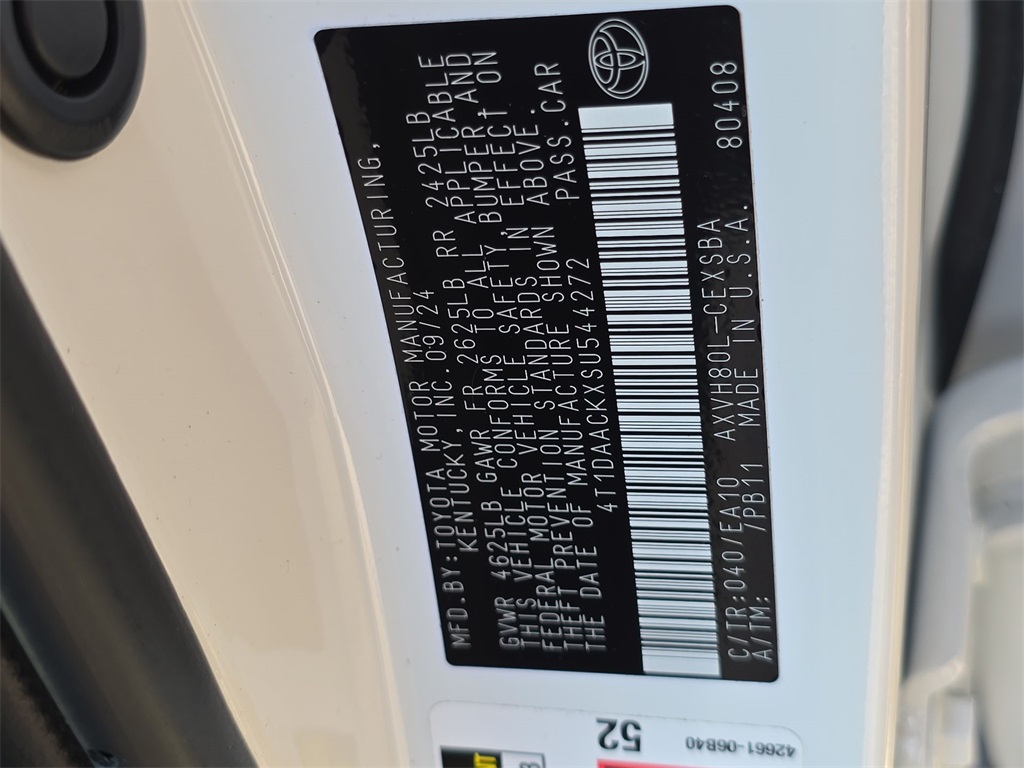 MFD.BY:TOYOTA MOTOR MANUFACTURING,
KENTUCKY,INC.09/24
GVWR 4625LB GAWR FR 2625LB RR 2425LB
THIS VEHICLE CONFORMS TO ALL APPLICABLE
FEDERAL MOTOR VEHICLE SAFETY,BUMPER,AND
THEFT PREVENTION STANDARDS IN EFFECT ON
THE DATE OF MANUFACTURE SHOWN ABOVE.
4T1DAACKXSU544272 PASS.CAR
C/TR:040/EA10 AXVH80L-CEXSBA 80408
A/TM: /PB11 MADE IN U.S.A.
52
42661-06B40